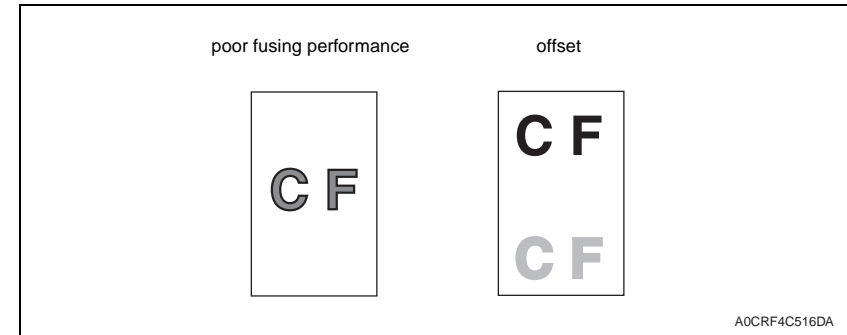 poor fusing performance
offset
C F
C F
C F
A0CRF4C516DA